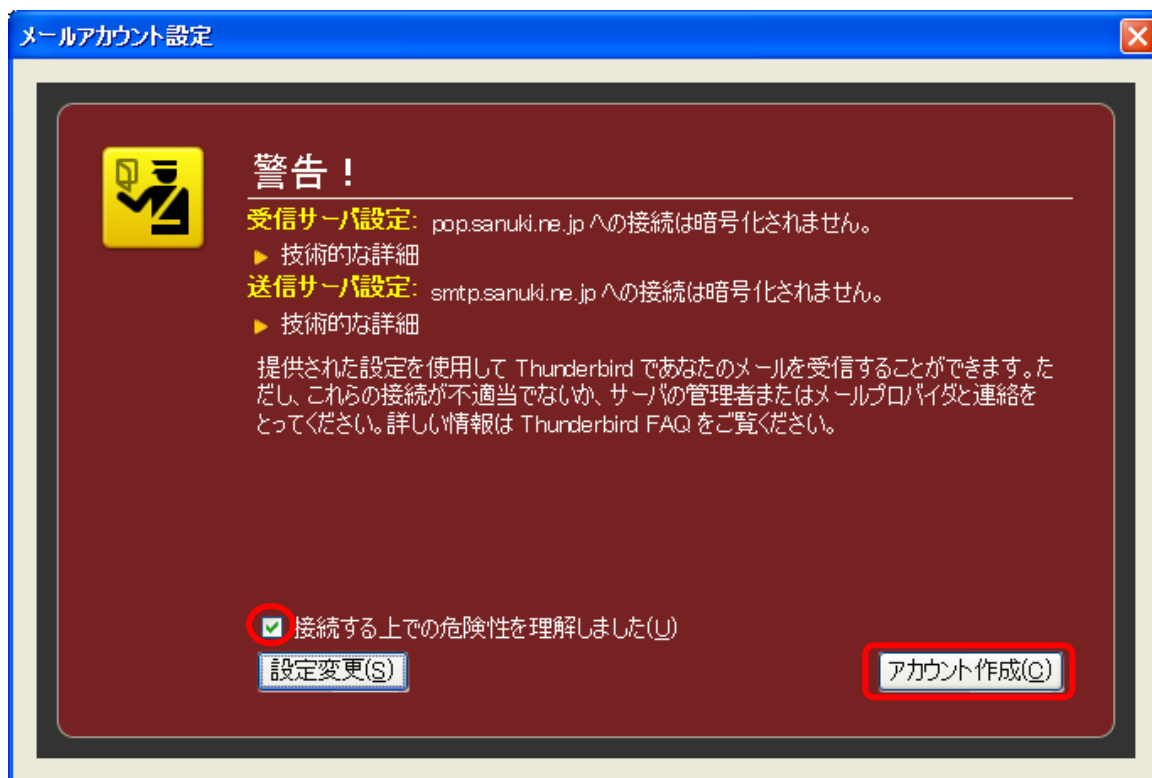 メールアカウント設定
警告！
受信サーバ設定: pop.sanuki.ne.jp への接続は暗号化されません。
技術的な詳細
送信サーバ設定: smtp.sanuki.ne.jp への接続は暗号化されません。
技術的な詳細
提供された設定を使用して Thunderbird であなたのメールを受信することができます。た
だし、これらの接続が不適当でないか、サーバの管理者またはメールプロバイダと連絡を
とってください。詳しい情報は Thunderbird FAQ をご覧ください。
接続する上での危険性を理解しました(U)
設定変更(S)
アカウント作成(C)